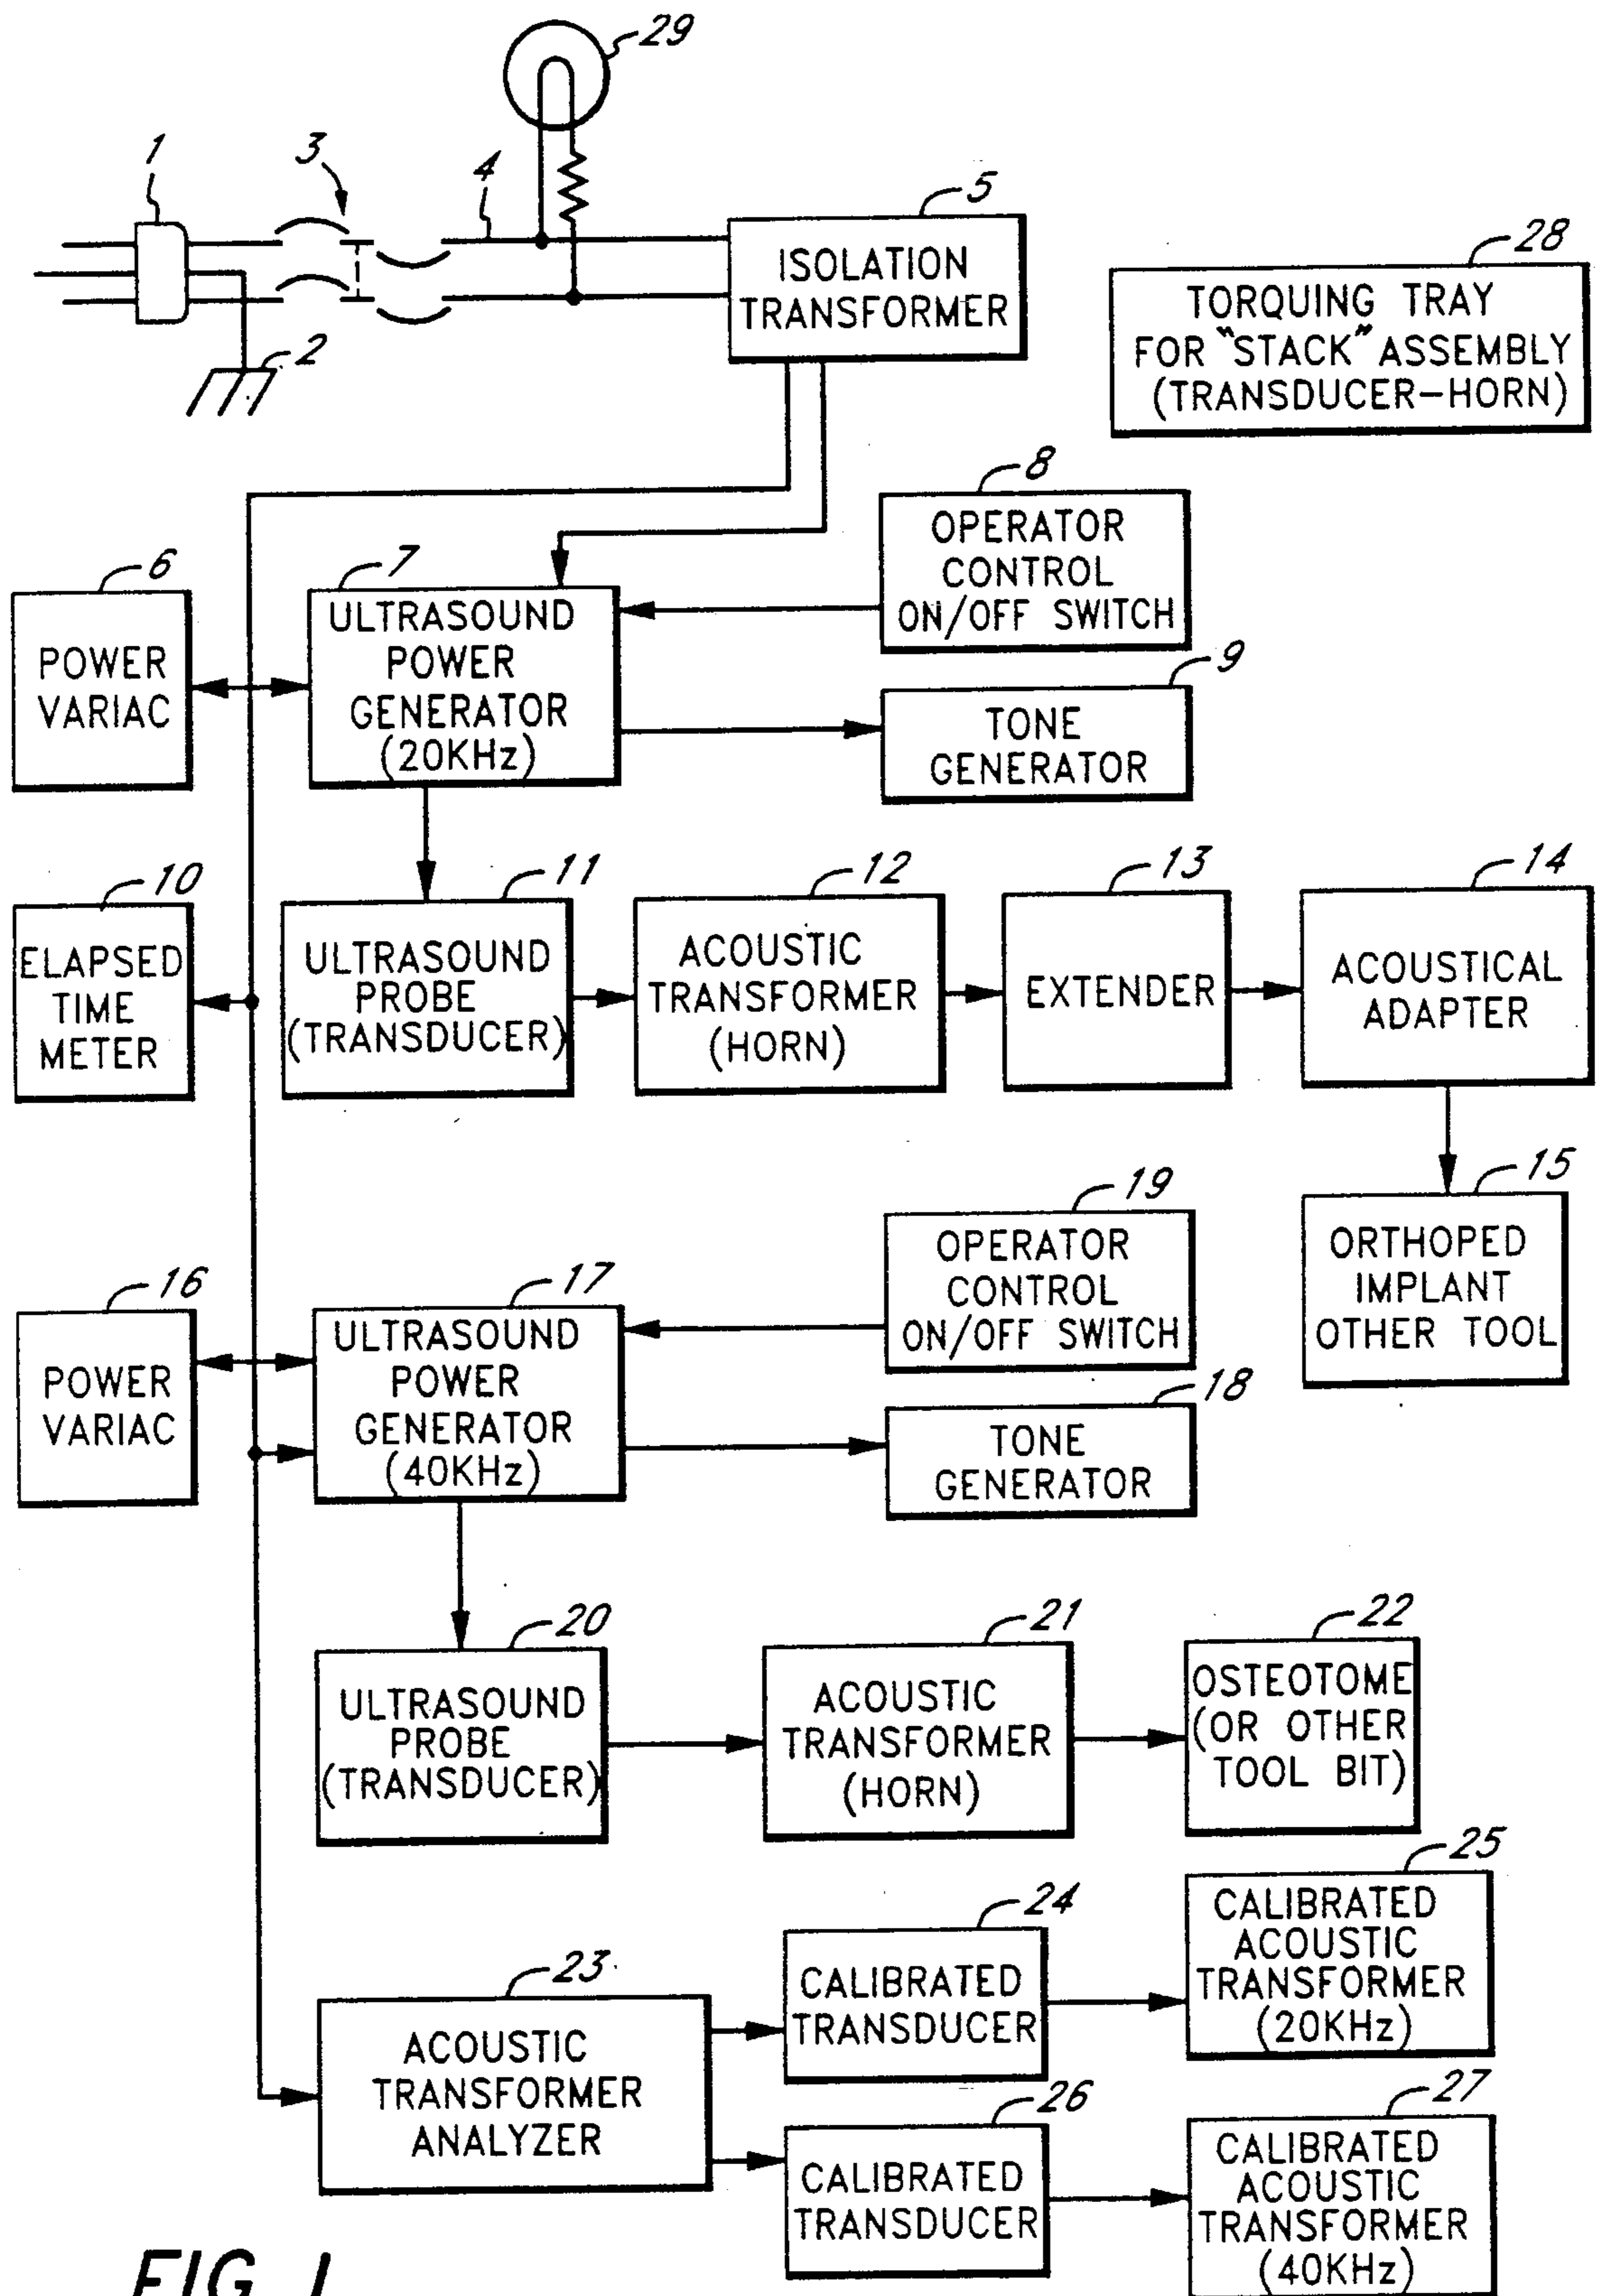 29
1
3
4
5
ISOLATION
TRANSFORMER
2
28
TORQUING TRAY
FOR "STACK" ASSEMBLY
(TRANSDUCER-HORN)
8
OPERATOR
CONTROL
ON/OFF SWITCH
6
POWER
VARIAC
7
ULTRASOUND
POWER
GENERATOR
(20KHz)
9
TONE
GENERATOR
10
ELAPSED
TIME
METER
11
ULTRASOUND
PROBE
(TRANSDUCER)
12
ACOUSTIC
TRANSFORMER
(HORN)
13
EXTENDER
14
ACOUSTICAL
ADAPTER
15
ORTHOPED
IMPLANT
OTHER TOOL
19
OPERATOR
CONTROL
ON/OFF SWITCH
16
POWER
VARIAC
17
ULTRASOUND
POWER
GENERATOR
(40KHz)
18
TONE
GENERATOR
20
ULTRASOUND
PROBE
(TRANSDUCER)
21
ACOUSTIC
TRANSFORMER
(HORN)
22
OSTEOTOME
(OR OTHER
TOOL BIT)
23
ACOUSTIC
TRANSFORMER
ANALYZER
24
CALIBRATED
TRANSDUCER
25
CALIBRATED
ACOUSTIC
TRANSFORMER
(20KHz)
26
CALIBRATED
TRANSDUCER
27
CALIBRATED
ACOUSTIC
TRANSFORMER
(40KHz)
FIG. 1